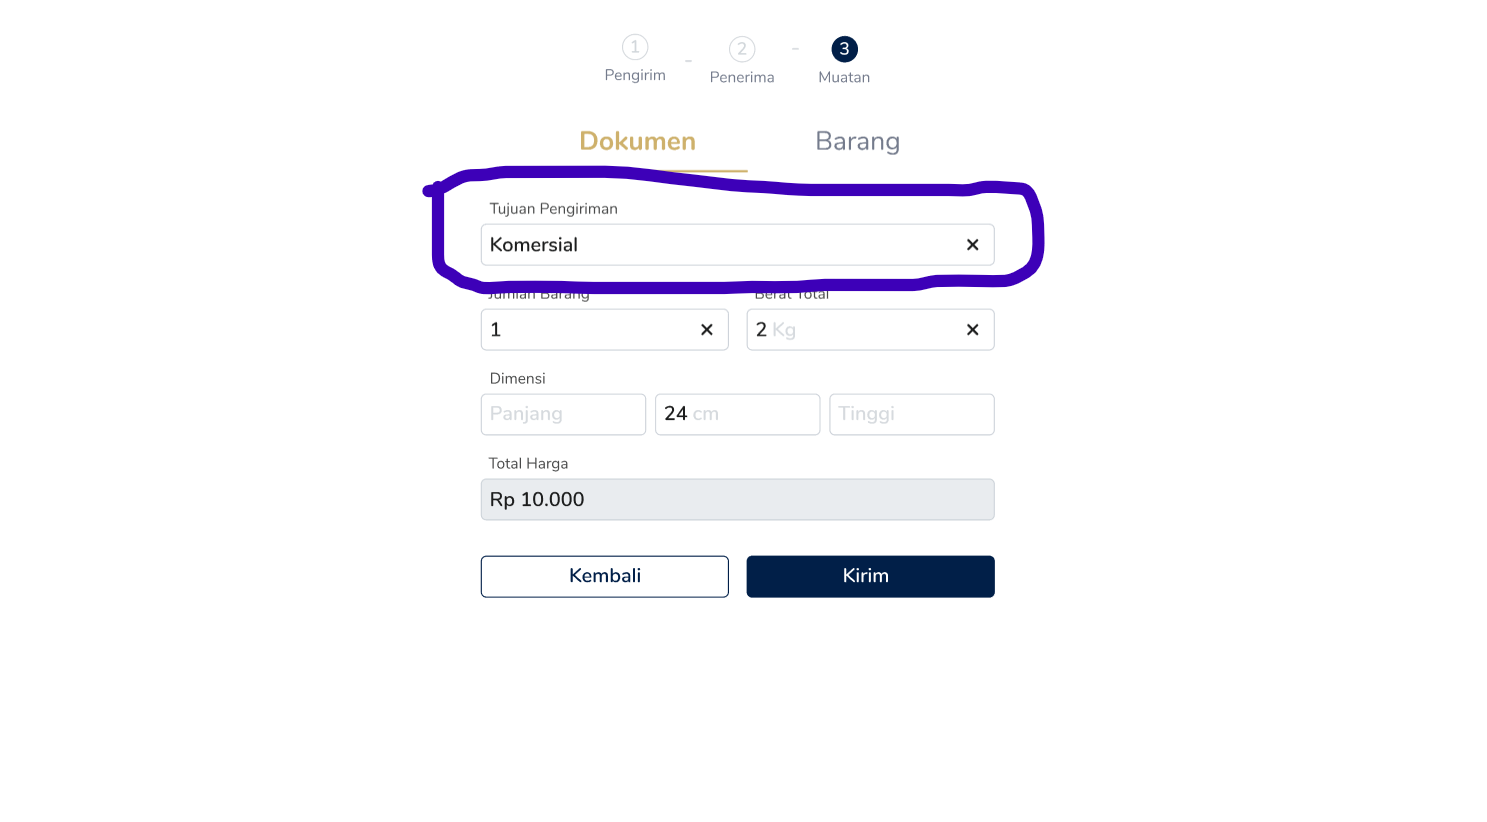 1 - 2 - 3
Pengirim Penerima Muatan
Dokumen Barang
Tujuan Pengiriman
Komersial ×
Jumlah Barang Berat Total
1 × 2 Kg ×
Dimensi
Panjang 24 cm Tinggi
Total Harga
Rp 10.000
Kembali Kirim